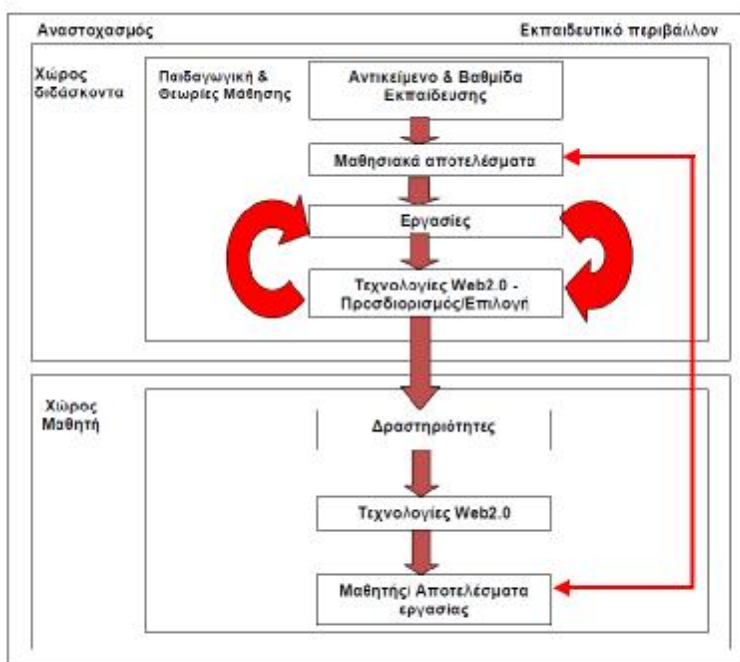 Αναστοχασμός
Εκπαιδευτικό περιβάλλον
Χώρος
διδάσκοντα
Παιδαγωγική &
Θεωρίες Μάθησης
Αντικείμενο & Βαθμίδα
Εκπαίδευσης
Μαθησιακά αποτελέσματα
Εργασίες
Τεχνολογίες Web2.0 -
Προσδιορισμός/Επιλογή
Χώρος
Μαθητή
Δραστηριότητες
Τεχνολογίες Web2.0
Μαθητής/ Αποτελέσματα
εργασίας